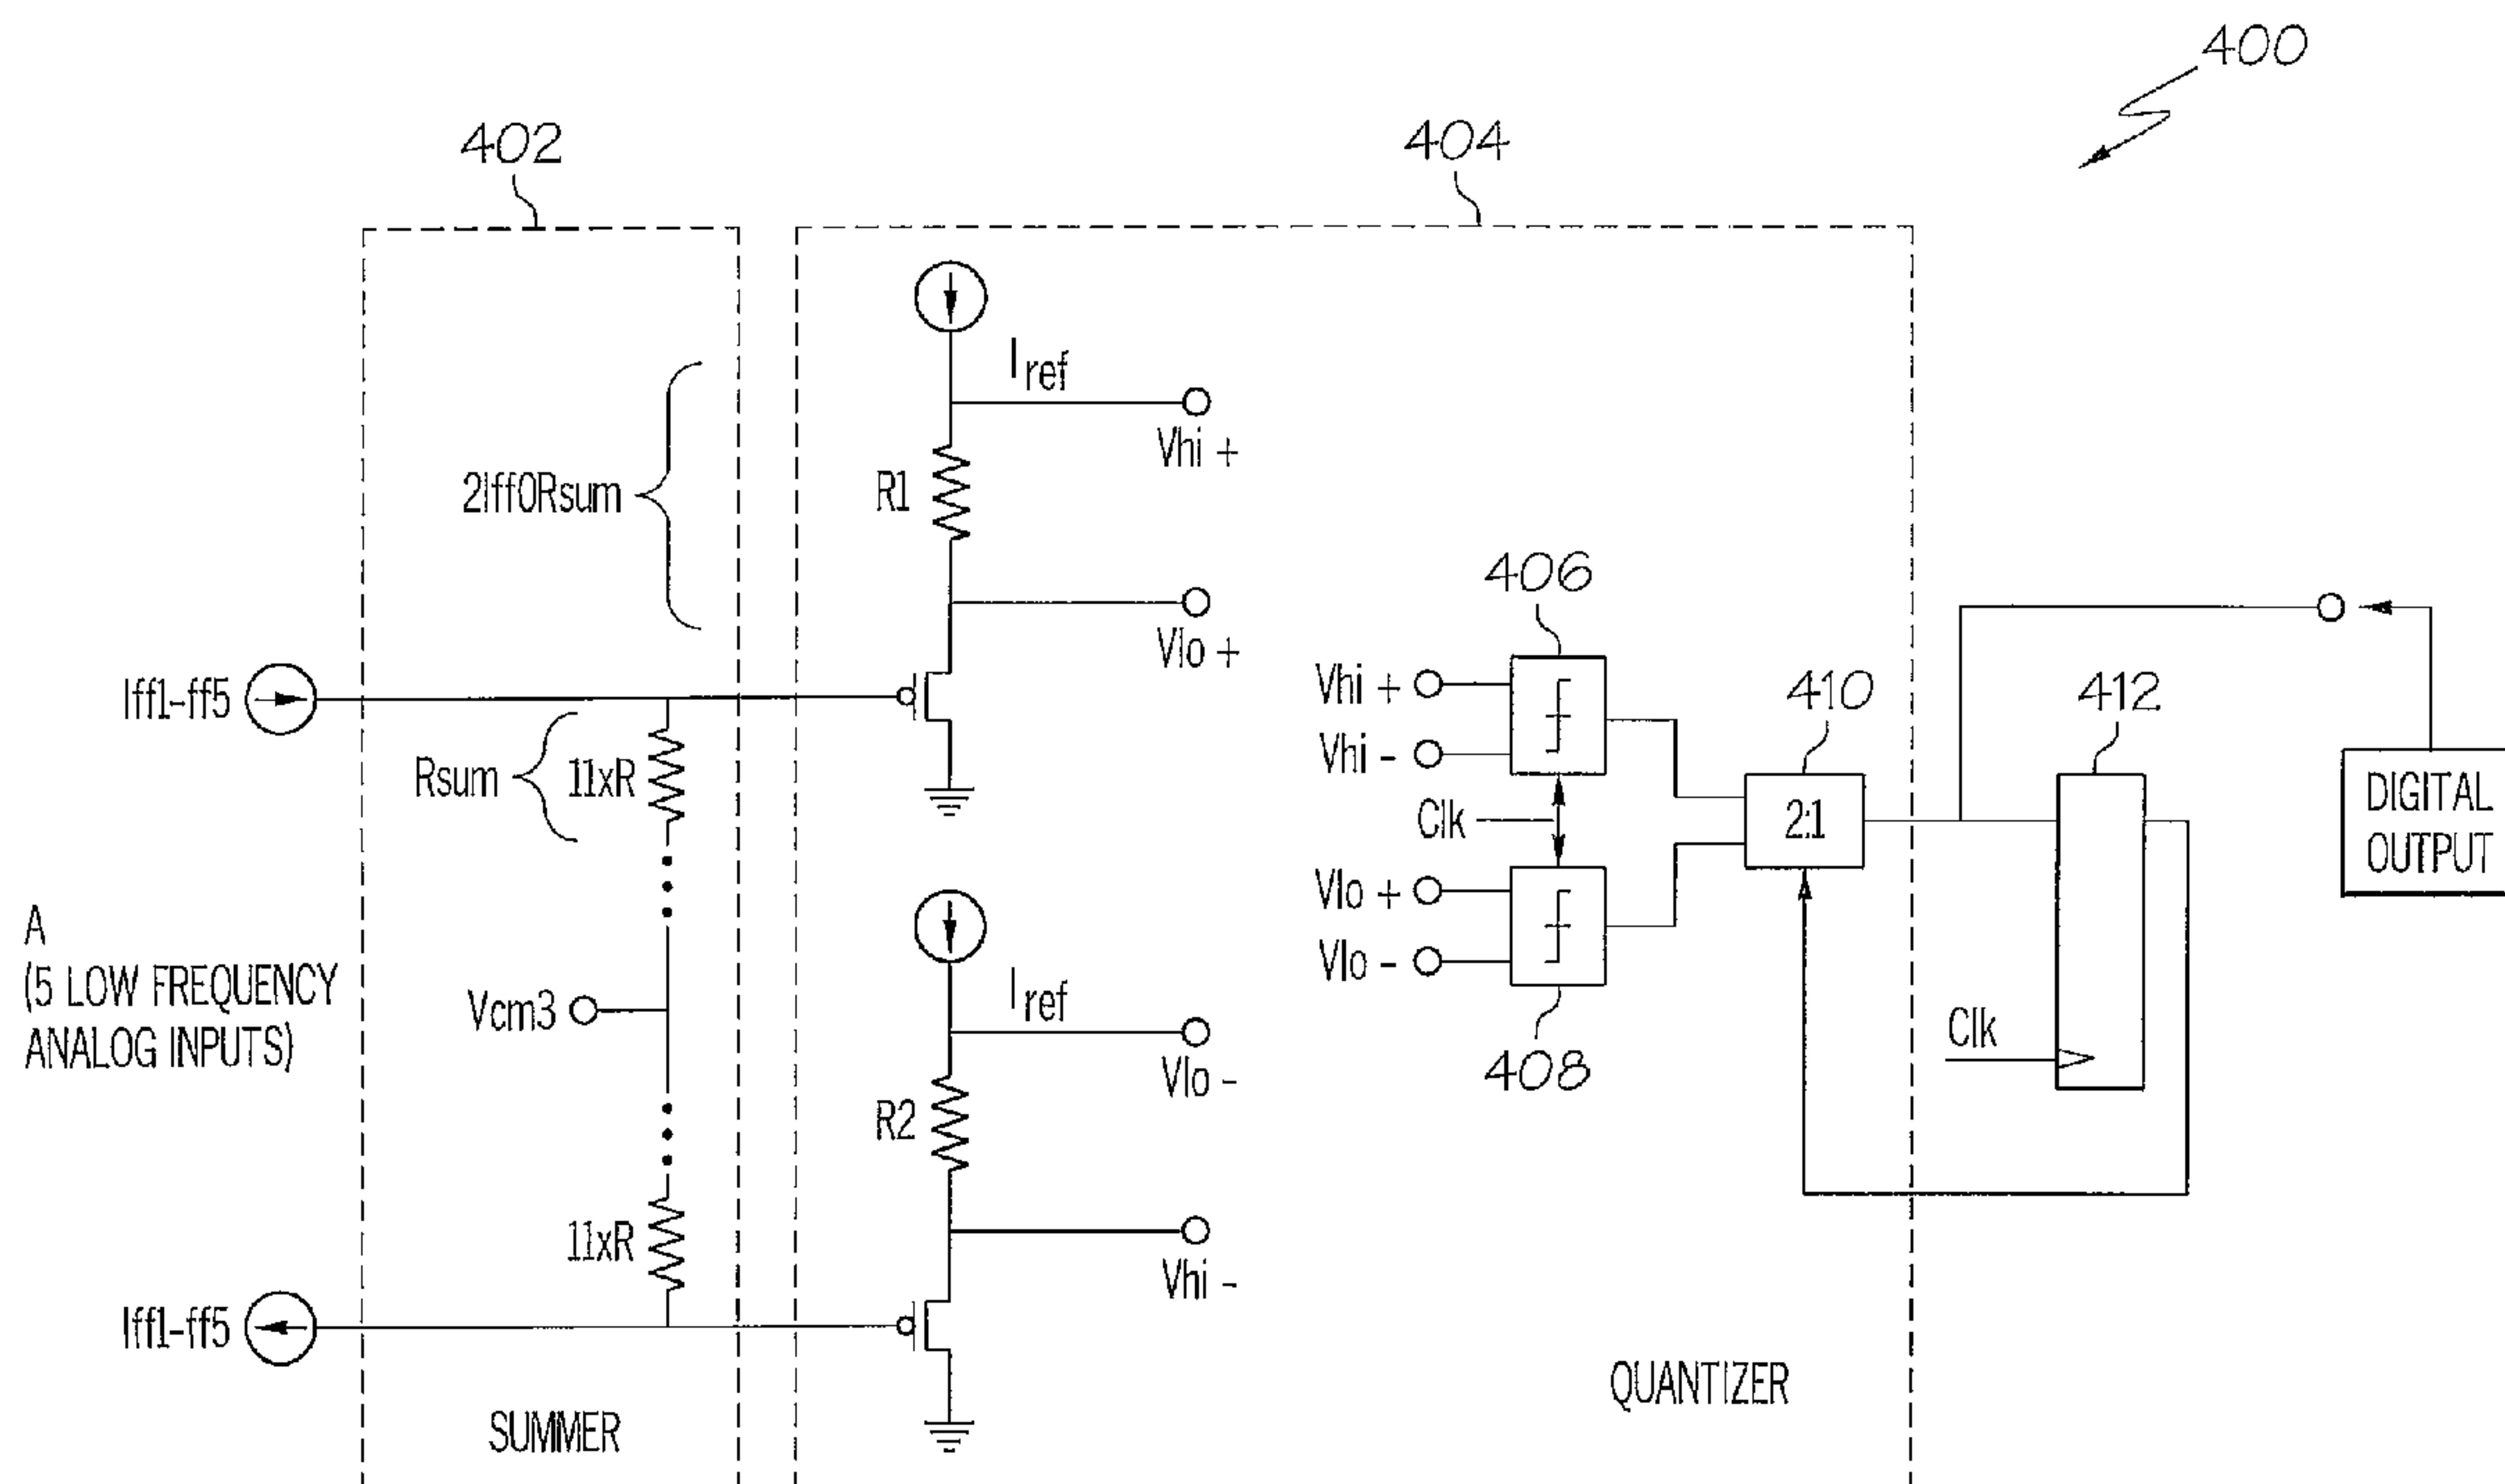 400
402
404
Iref
Vhi +
2Iff0Rsum
R1
406
Vlo +
Vhi +
410
412
Iff1-ff5
Vhi -
Rsum
11xR
Clk
2:1
DIGITAL
OUTPUT
Vlo +
A
(5 LOW FREQUENCY
ANALOG INPUTS)
Vlo -
Vcm3
Iref
Clk
408
Vlo -
R2
11xR
Vhi -
Iff1-ff5
QUANTIZER
SUMMER